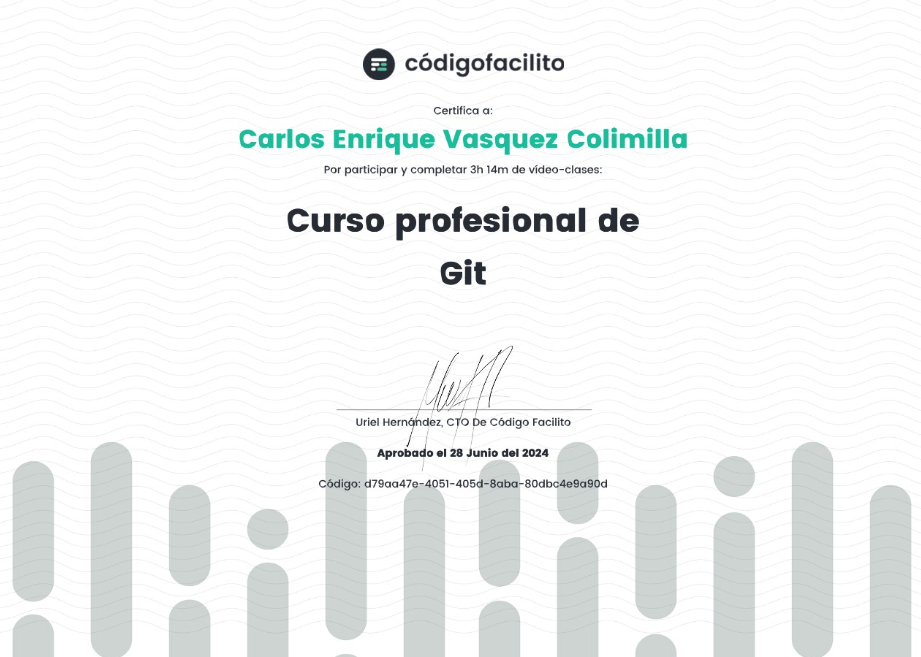 códigofacilito
Certifica a:
Carlos Enrique Vasquez Colimilla
Por participar y completar 3h 14m de vídeo-clases:
Curso profesional de
Git
Uriel Hernández, CTO De Código Facilito
Aprobado el 28 Junio del 2024
Código: d79aa47e-4051-405d-8aba-80dbc4e9a90d